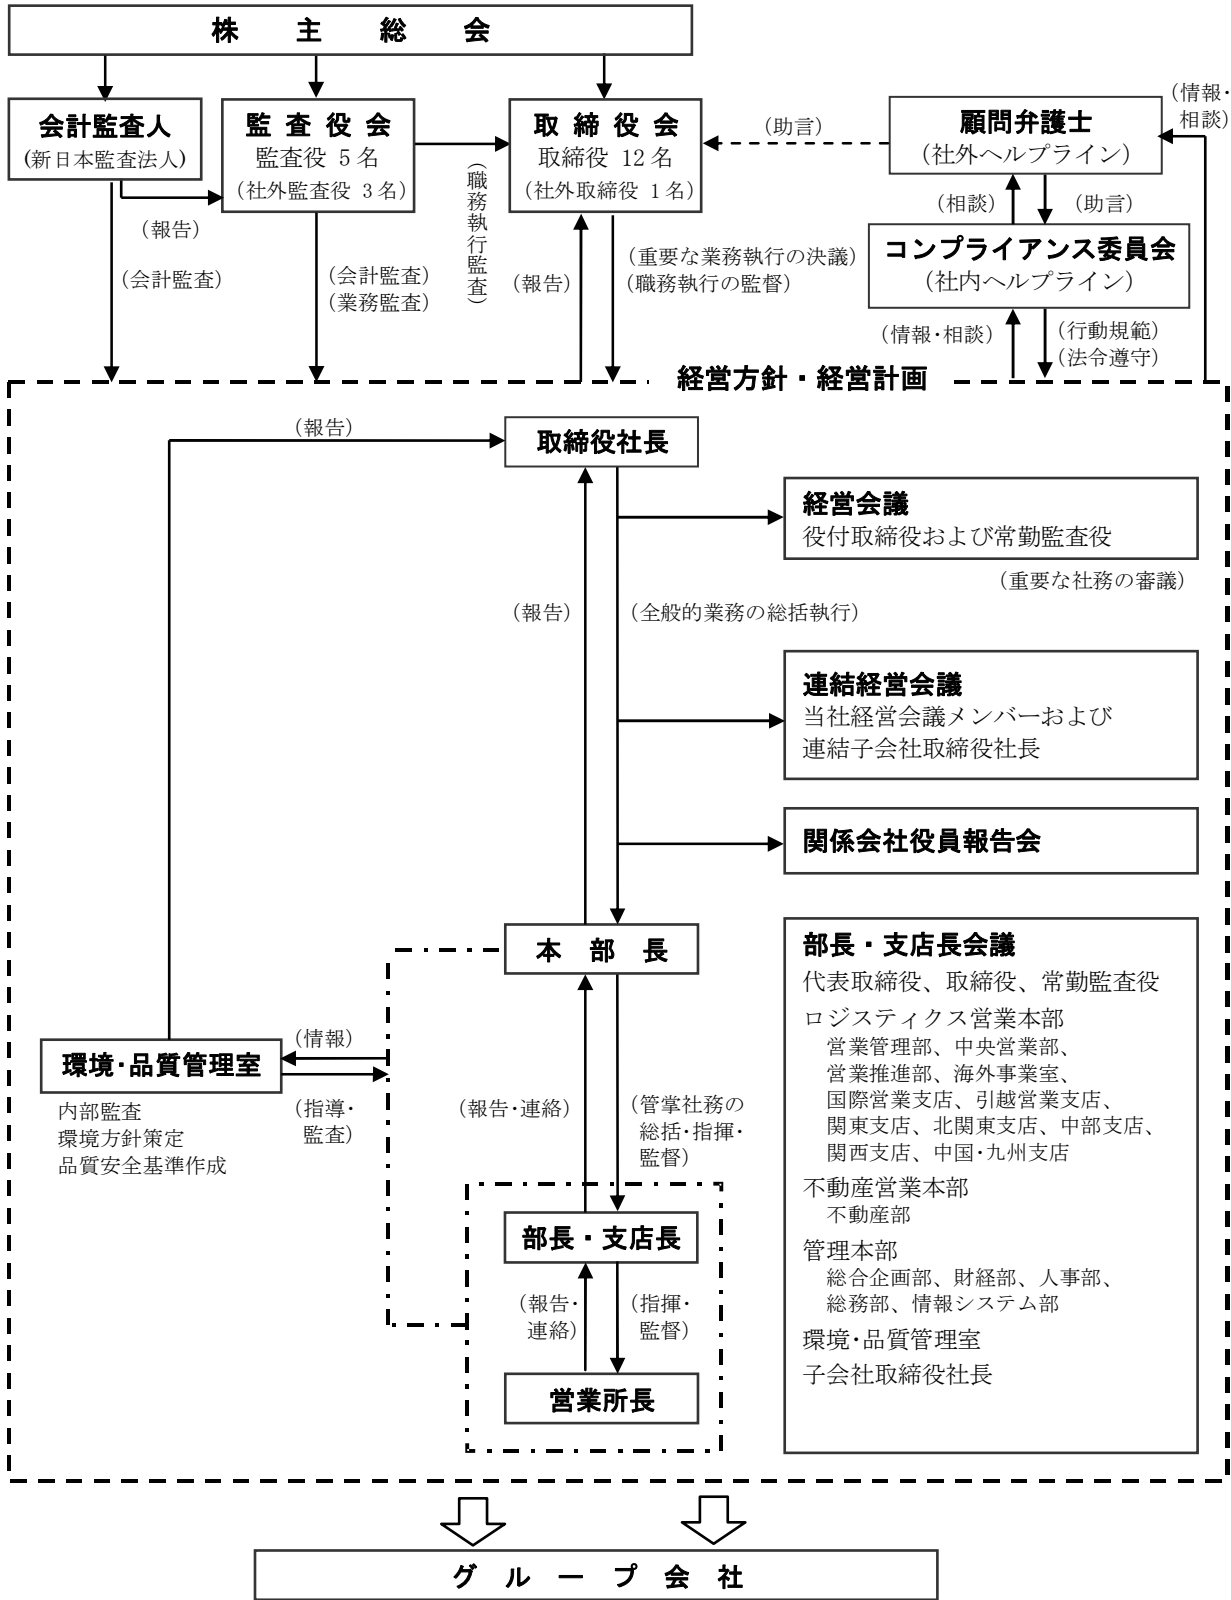 株 主 総 会
会計監査人
(新日本監査法人)
監 査 役 会
監査役 5 名
(社外監査役 3 名)
取 締 役 会
取締役 12 名
(社外取締役 1 名)
顧問弁護士
(社外ヘルプライン)
(情報・
相談)
(助言)
(職務執行監査)
(相談)
(助言)
(報告)
コンプライアンス委員会
(社内ヘルプライン)
(会計監査)
(会計監査)
(業務監査)
(報告)
(重要な業務執行の決議)
(職務執行の監督)
(情報・相談)
(行動規範)
(法令遵守)
経営方針・経営計画
(報告)
取締役社長
経営会議
役付取締役および常勤監査役
(重要な社務の審議)
(報告)
(全般的業務の総括執行)
連結経営会議
当社経営会議メンバーおよび
連結子会社取締役社長
関係会社役員報告会
本 部 長
部長・支店長会議
代表取締役、取締役、常勤監査役
ロジスティクス営業本部
営業管理部、中央営業部、
営業推進部、海外事業室、
国際営業支店、引越営業支店、
関東支店、北関東支店、中部支店、
関西支店、中国・九州支店
不動産営業本部
不動産部
管理本部
総合企画部、財経部、人事部、
総務部、情報システム部
環境・品質管理室
子会社取締役社長
環境・品質管理室
内部監査
環境方針策定
品質安全基準作成
(情報)
(指導・
監査)
(報告・連絡)
(管掌社務の
総括・指揮・
監督)
部長・支店長
(報告・
連絡)
(指揮・
監督)
営業所長
グ ル ー プ 会 社